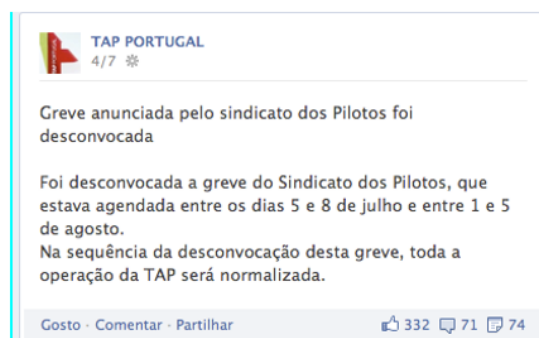 TAP PORTUGAL
4/7
Greve anunciada pelo sindicato dos Pilotos foi
desconvocada
Foi desconvocada a greve do Sindicato dos Pilotos, que
estava agendada entre os dias 5 e 8 de julho e entre 1 e 5
de agosto.
Na sequência da desconvocação desta greve, toda a
operação da TAP será normalizada.
Gosto · Comentar · Partilhar 332 71 74